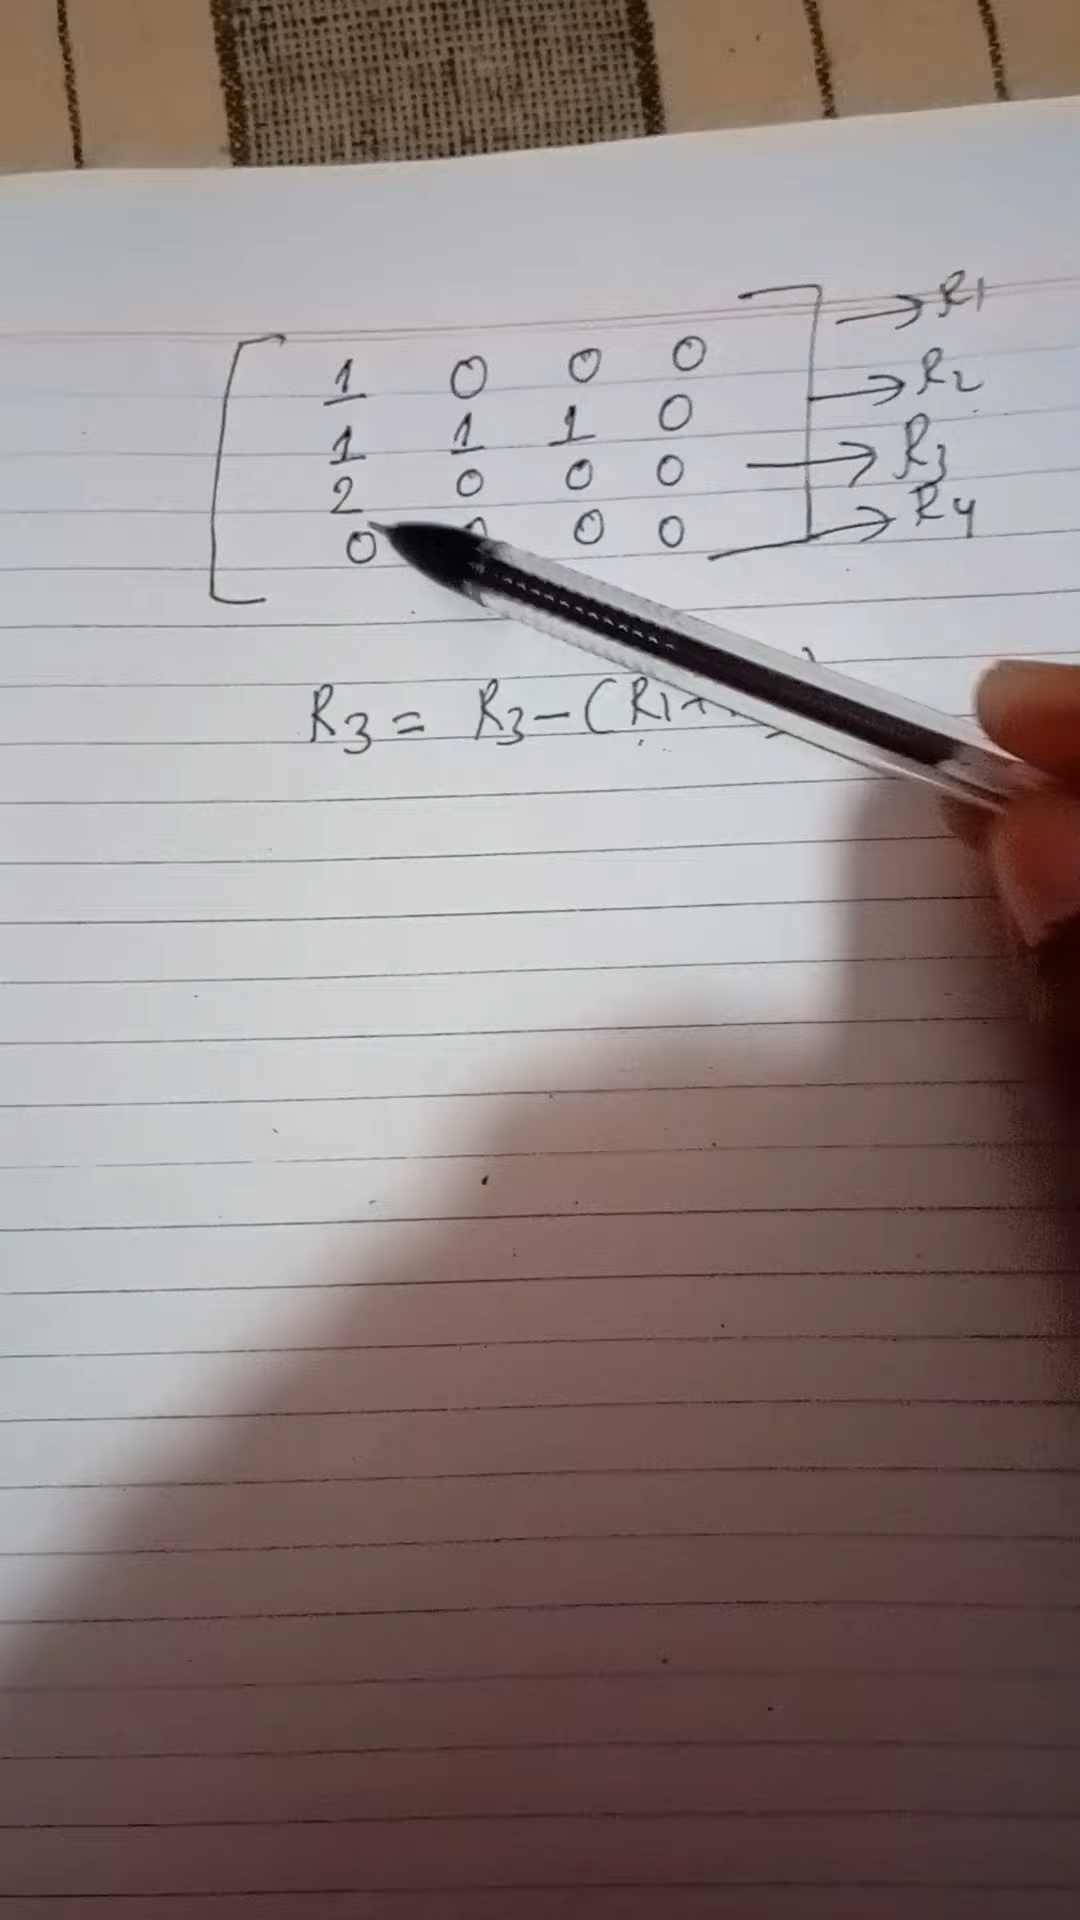 1 0 0 0 → R1
1 1 1 0 → R2
2 0 0 0 → R3
0 0 0 → R4
R3 = R3 - (R1+